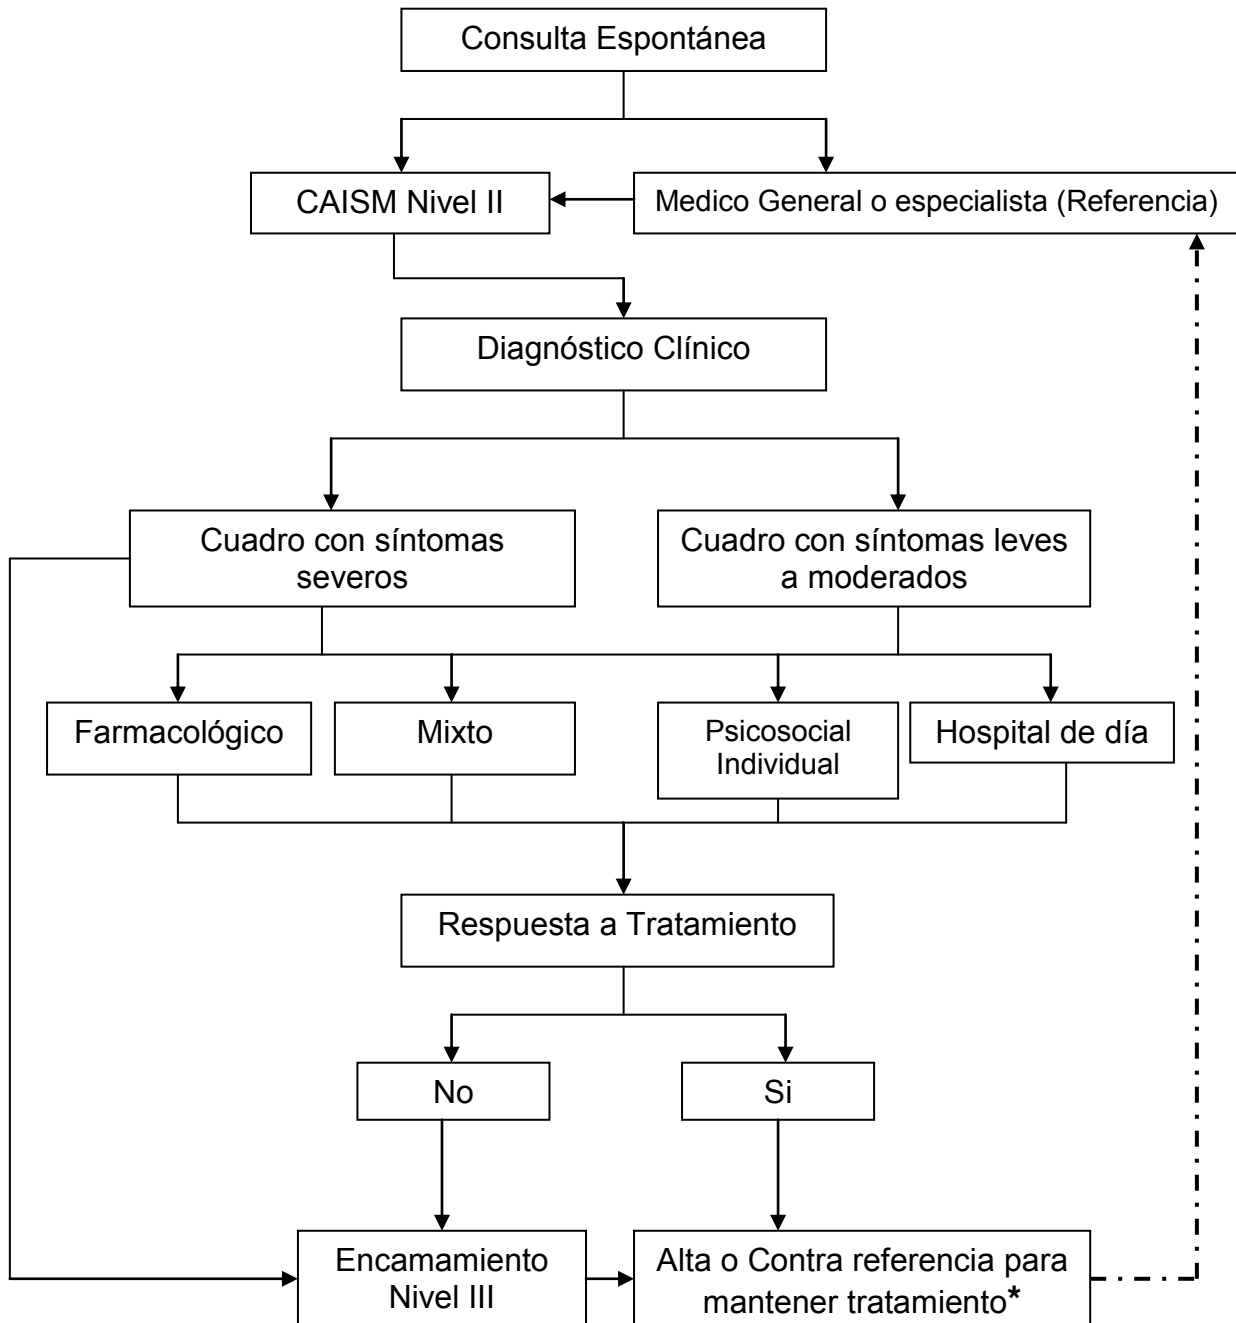 Consulta Espontánea
CAISM Nivel II
Medico General o especialista (Referencia)
Diagnóstico Clínico
Cuadro con síntomas
severos
Cuadro con síntomas leves
a moderados
Farmacológico
Mixto
Psicosocial
Individual
Hospital de día
Respuesta a Tratamiento
No
Si
Encamamiento
Nivel III
Alta o Contra referencia para
mantener tratamiento*